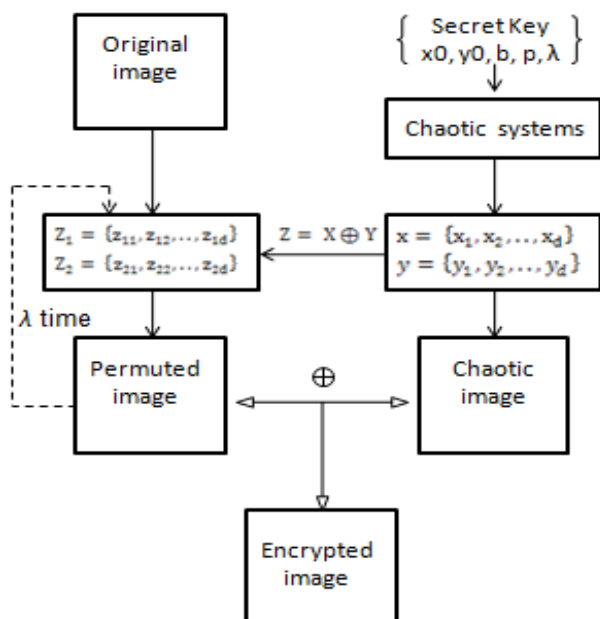 Original
image
{ Secret Key
x0, y0, b, p, λ }
Chaotic systems
Z₁ = {z₁₁, z₁₂,..., z₁d}
Z₂ = {z₂₁, z₂₂,..., z₂d}
Z = X ⊕ Y
x = {x₁, x₂,..., x_d}
y = {y₁, y₂,..., y_d}
λ time
Permuted
image
⊕
Chaotic
image
Encrypted
image